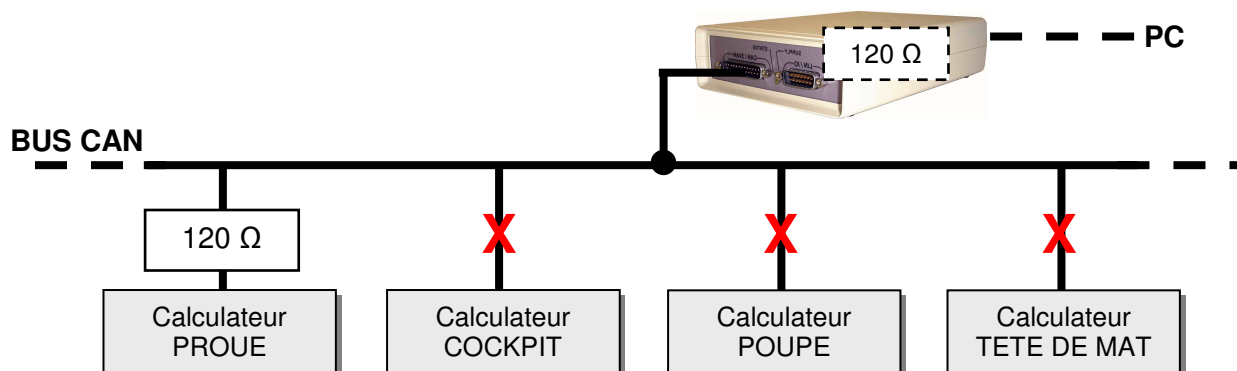 120 Ω
PC
BUS CAN
120 Ω
X
X
X
Calculateur
PROUE
Calculateur
COCKPIT
Calculateur
POUPE
Calculateur
TETE DE MAT